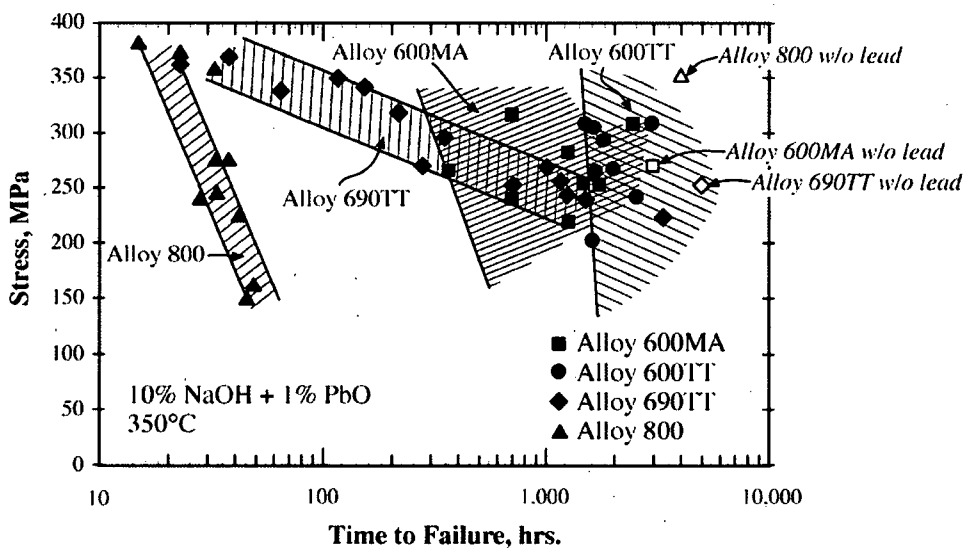 400
350
300
250
200
150
100
50
0
Stress, MPa
Alloy 600MA
Alloy 600TT
Alloy 800 w/o lead
Alloy 600MA w/o lead
Alloy 690TT w/o lead
Alloy 690TT
Alloy 800
10% NaOH + 1% PbO
350°C
Alloy 600MA
Alloy 600TT
Alloy 690TT
Alloy 800
10
100
1,000
10,000
Time to Failure, hrs.